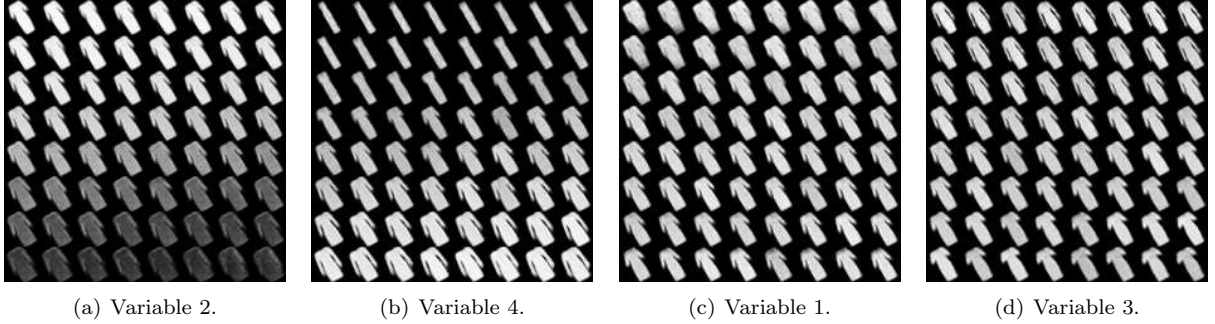 (a) Variable 2.
(b) Variable 4.
(c) Variable 1.
(d) Variable 3.